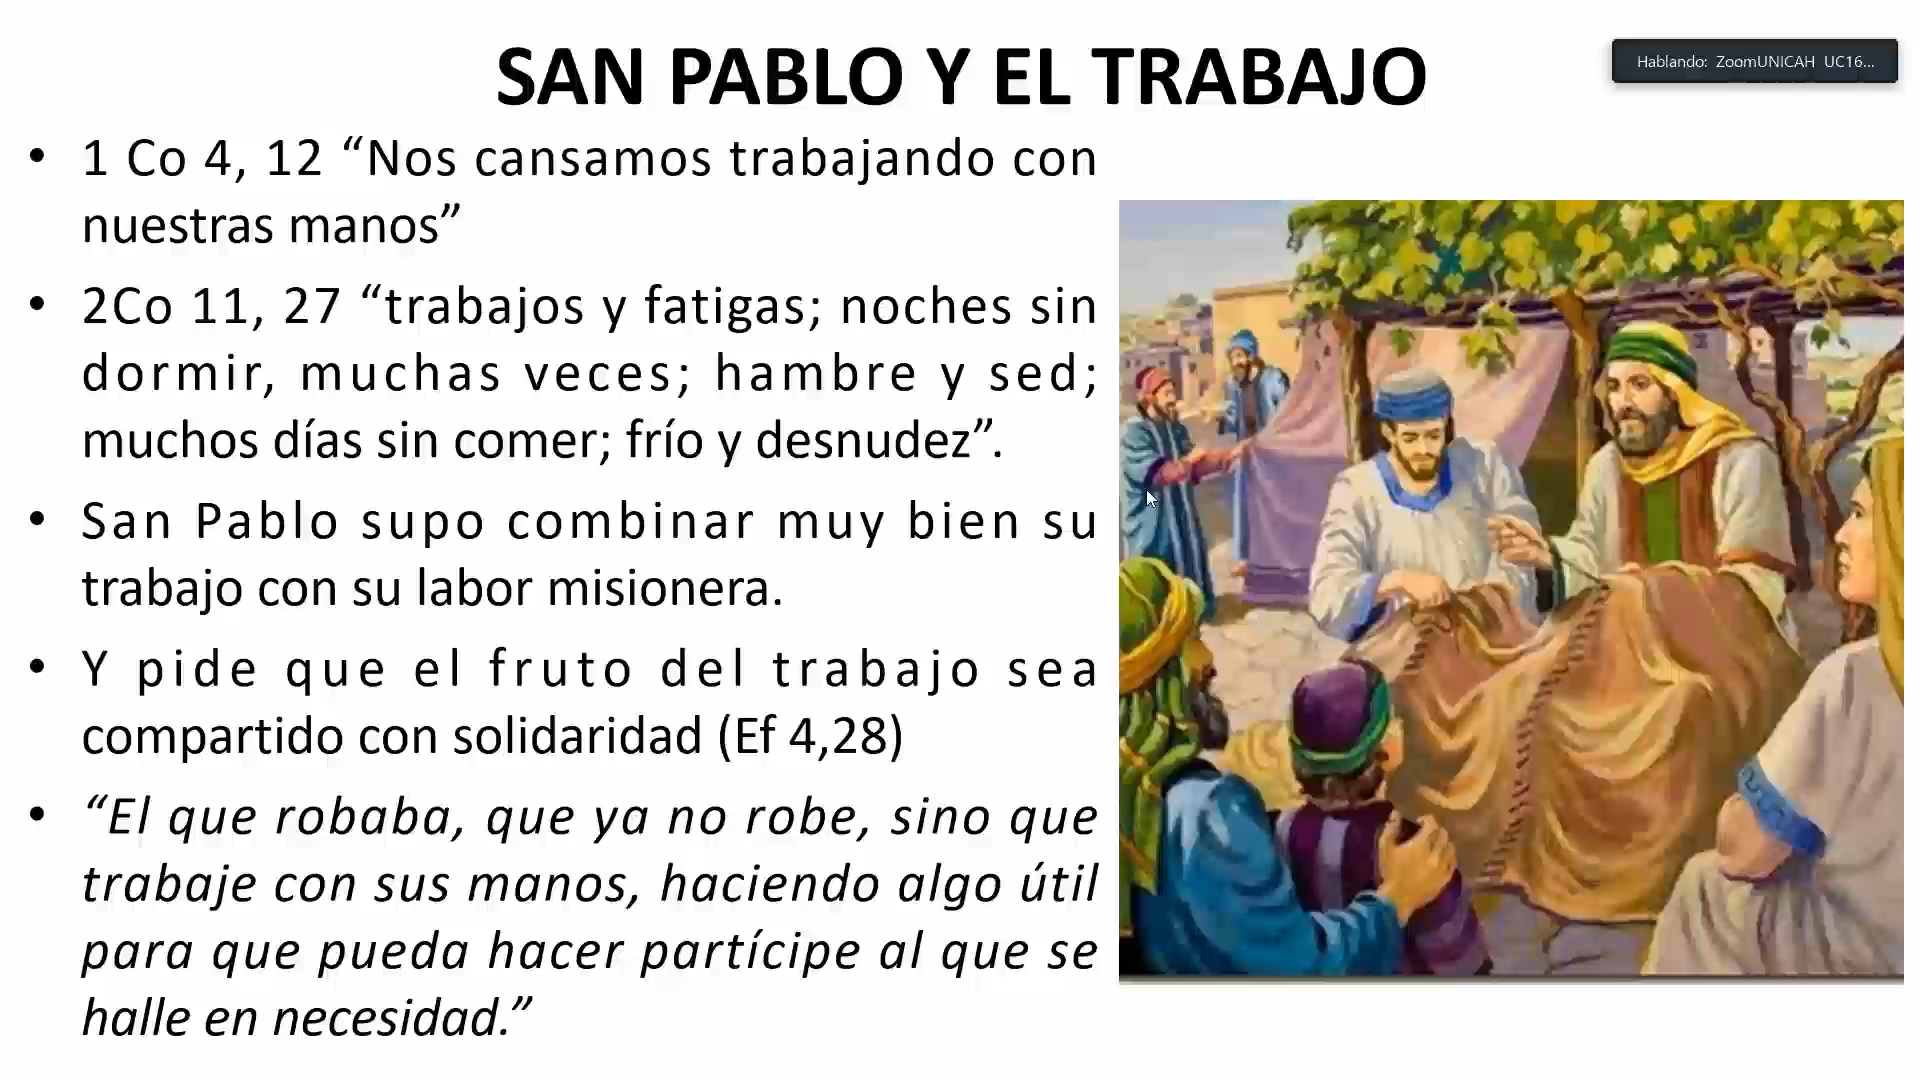 SAN PABLO Y EL TRABAJO
Hablando: ZoomUNICAH UC16...
• 1 Co 4, 12 “Nos cansamos trabajando con
nuestras manos”
• 2Co 11, 27 “trabajos y fatigas; noches sin
dormir, muchas veces; hambre y sed;
muchos días sin comer; frío y desnudez”.
• San Pablo supo combinar muy bien su
trabajo con su labor misionera.
• Y pide que el fruto del trabajo sea
compartido con solidaridad (Ef 4,28)
• “El que robaba, que ya no robe, sino que
trabaje con sus manos, haciendo algo útil
para que pueda hacer partícipe al que se
halle en necesidad.”